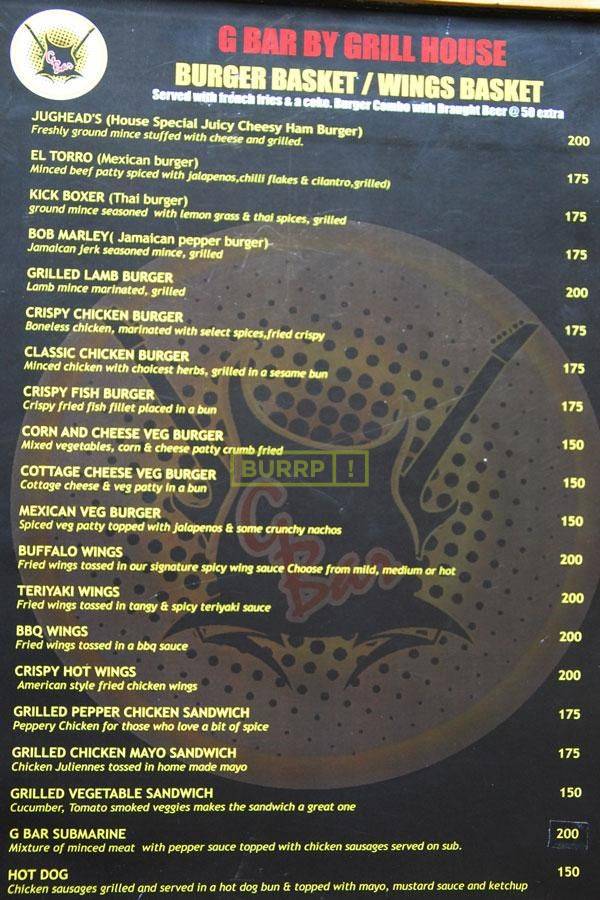 G Bar
G BAR BY GRILL HOUSE
BURGER BASKET / WINGS BASKET
Served with french fries & a coke. Burger Combo with Draught Beer @ 50 extra
JUGHEAD'S (House Special Juicy Cheesy Ham Burger)
Freshly ground mince stuffed with cheese and grilled. 200
EL TORRO (Mexican burger)
Minced beef patty spiced with jalapenos,chilli flakes & cilantro,grilled) 175
KICK BOXER (Thai burger)
ground mince seasoned with lemon grass & thai spices, grilled 175
BOB MARLEY( Jamaican pepper burger)
Jamaican jerk seasoned mince, grilled 175
GRILLED LAMB BURGER
Lamb mince marinated, grilled 200
CRISPY CHICKEN BURGER
Boneless chicken, marinated with select spices,fried crispy 175
CLASSIC CHICKEN BURGER
Minced chicken with choicest herbs, grilled in a sesame bun 175
CRISPY FISH BURGER
Crispy fried fish fillet placed in a bun 175
CORN AND CHEESE VEG BURGER
Mixed vegetables, corn & cheese patty crumb fried 150
BURRP!
COTTAGE CHEESE VEG BURGER
Cottage cheese & veg patty in a bun 150
MEXICAN VEG BURGER
Spiced veg patty topped with jalapenos & some crunchy nachos 150
G Bar
BUFFALO WINGS
Fried wings tossed in our signature spicy wing sauce Choose from mild, medium or hot 200
TERIYAKI WINGS
Fried wings tossed in tangy & spicy teriyaki sauce 200
BBQ WINGS
Fried wings tossed in a bbq sauce 200
CRISPY HOT WINGS
American style fried chicken wings 200
GRILLED PEPPER CHICKEN SANDWICH
Peppery Chicken for those who love a bit of spice 175
GRILLED CHICKEN MAYO SANDWICH
Chicken Juliennes tossed in home made mayo 175
GRILLED VEGETABLE SANDWICH
Cucumber, Tomato smoked veggies makes the sandwich a great one 150
G BAR SUBMARINE
Mixture of minced meat with pepper sauce topped with chicken sausages served on sub. 200
HOT DOG
Chicken sausages grilled and served in a hot dog bun & topped with mayo, mustard sauce and ketchup 150